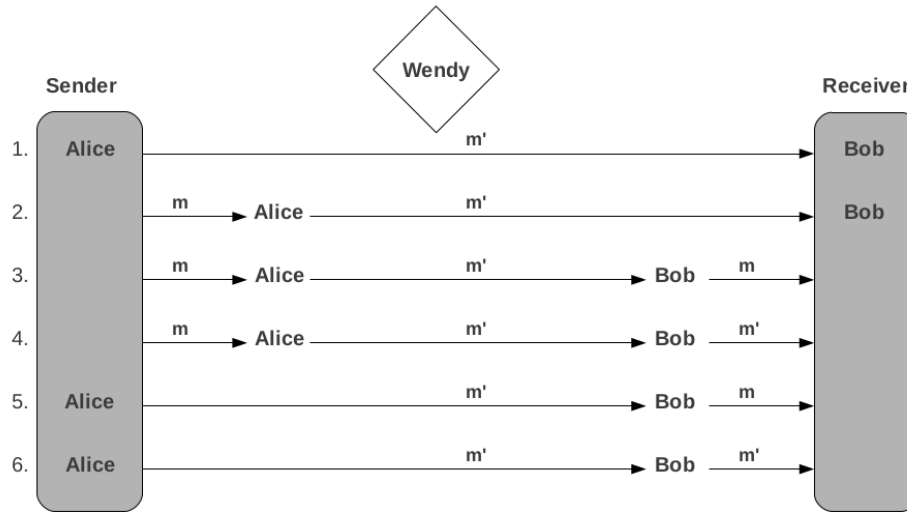 Wendy
Sender Receiver
m'
1. Alice Bob
m m'
2. Alice Bob
m m' m
3. Alice Bob
m m' m'
4. Alice Bob
m' m
5. Alice Bob
m' m'
6. Alice Bob